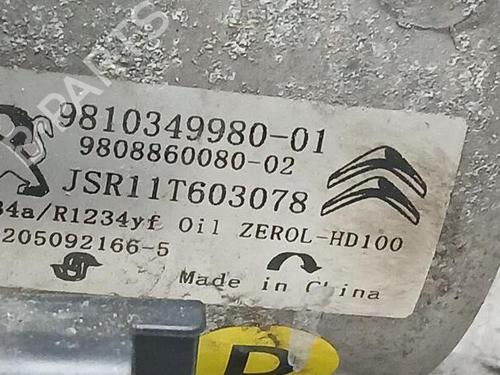 9810349980-01
9808860080-02
JSR11T603078
34a/R1234yf Oil ZEROL-HD100
205092166-5
Made in China